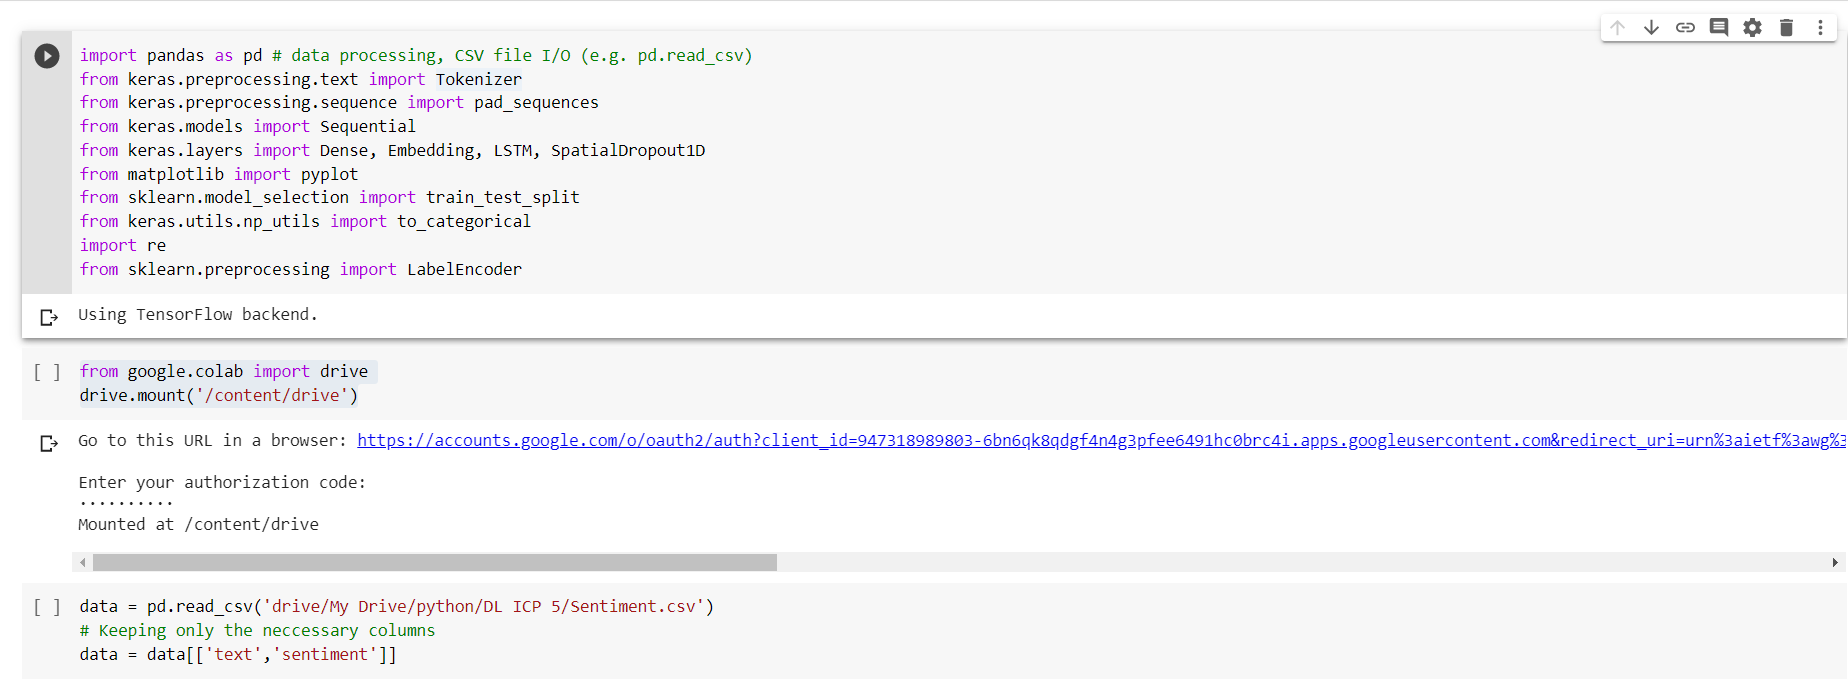 import pandas as pd # data processing, CSV file I/O (e.g. pd.read_csv)
from keras.preprocessing.text import Tokenizer
from keras.preprocessing.sequence import pad_sequences
from keras.models import Sequential
from keras.layers import Dense, Embedding, LSTM, SpatialDropout1D
from matplotlib import pyplot
from sklearn.model_selection import train_test_split
from keras.utils.np_utils import to_categorical
import re
from sklearn.preprocessing import LabelEncoder
Using TensorFlow backend.
[ ] from google.colab import drive
drive.mount('/content/drive')
Go to this URL in a browser: https://accounts.google.com/o/oauth2/auth?client_id=947318989803-6bn6qk8qdgf4n4g3pfee6491hc0brc4i.apps.googleusercontent.com&redirect_uri=urn%3aietf%3awg%3
Enter your authorization code:
··········
Mounted at /content/drive
[ ] data = pd.read_csv('drive/My Drive/python/DL ICP 5/Sentiment.csv')
# Keeping only the neccessary columns
data = data[['text','sentiment']]